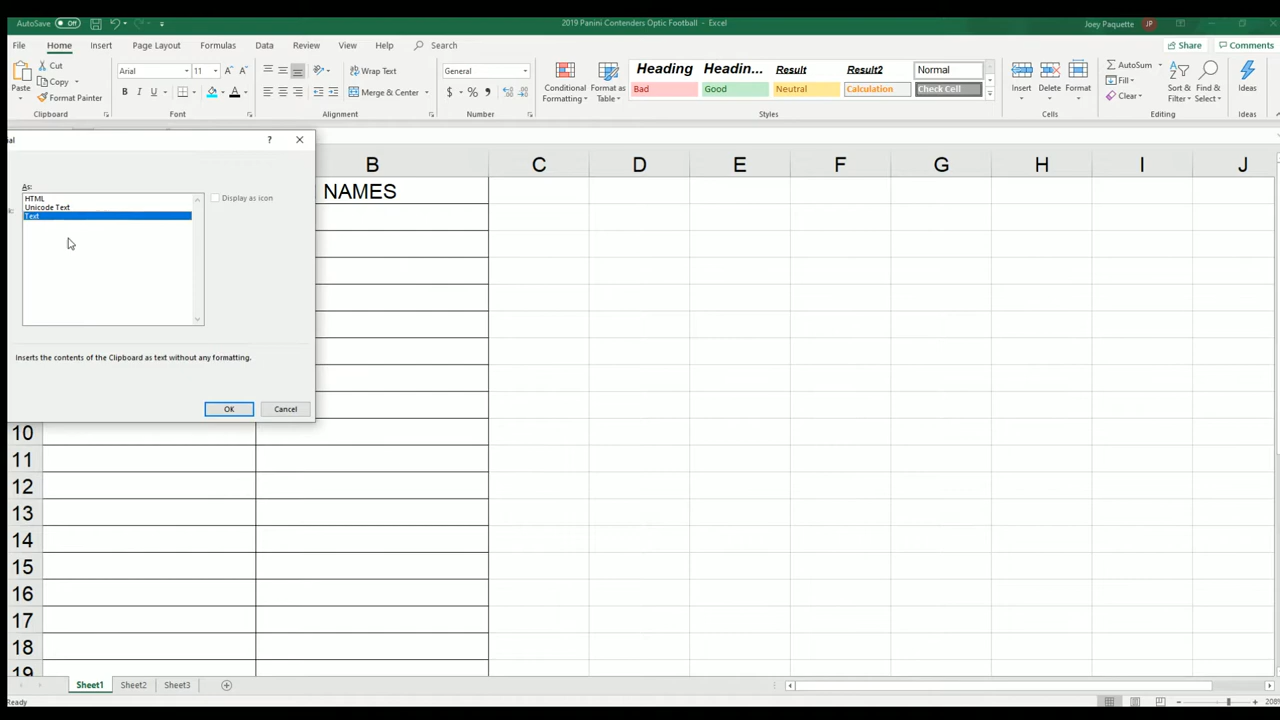 AutoSave Off 2019 Panini Contenders Optic Football - Excel Joey Paquette JP
File Home Insert Page Layout Formulas Data Review View Help Search Share Comments
Cut
Copy
Format Painter
Paste
Arial 11
Wrap Text
Merge & Center
General
Conditional Formatting
Format as Table
Heading Headin... Result Result2 Normal
Bad Good Neutral Calculation Check Cell
Insert Delete Format
AutoSum
Fill
Clear
Sort & Filter
Find & Select
Ideas
Clipboard Font Alignment Number Styles Cells Editing Ideas
ial ? ×
As:
HTML
Unicode Text
Text
Display as icon
Inserts the contents of the Clipboard as text without any formatting.
OK Cancel
B C D E F G H I J
NAMES
10
11
12
13
14
15
16
17
18
19
Sheet1 Sheet2 Sheet3
Ready